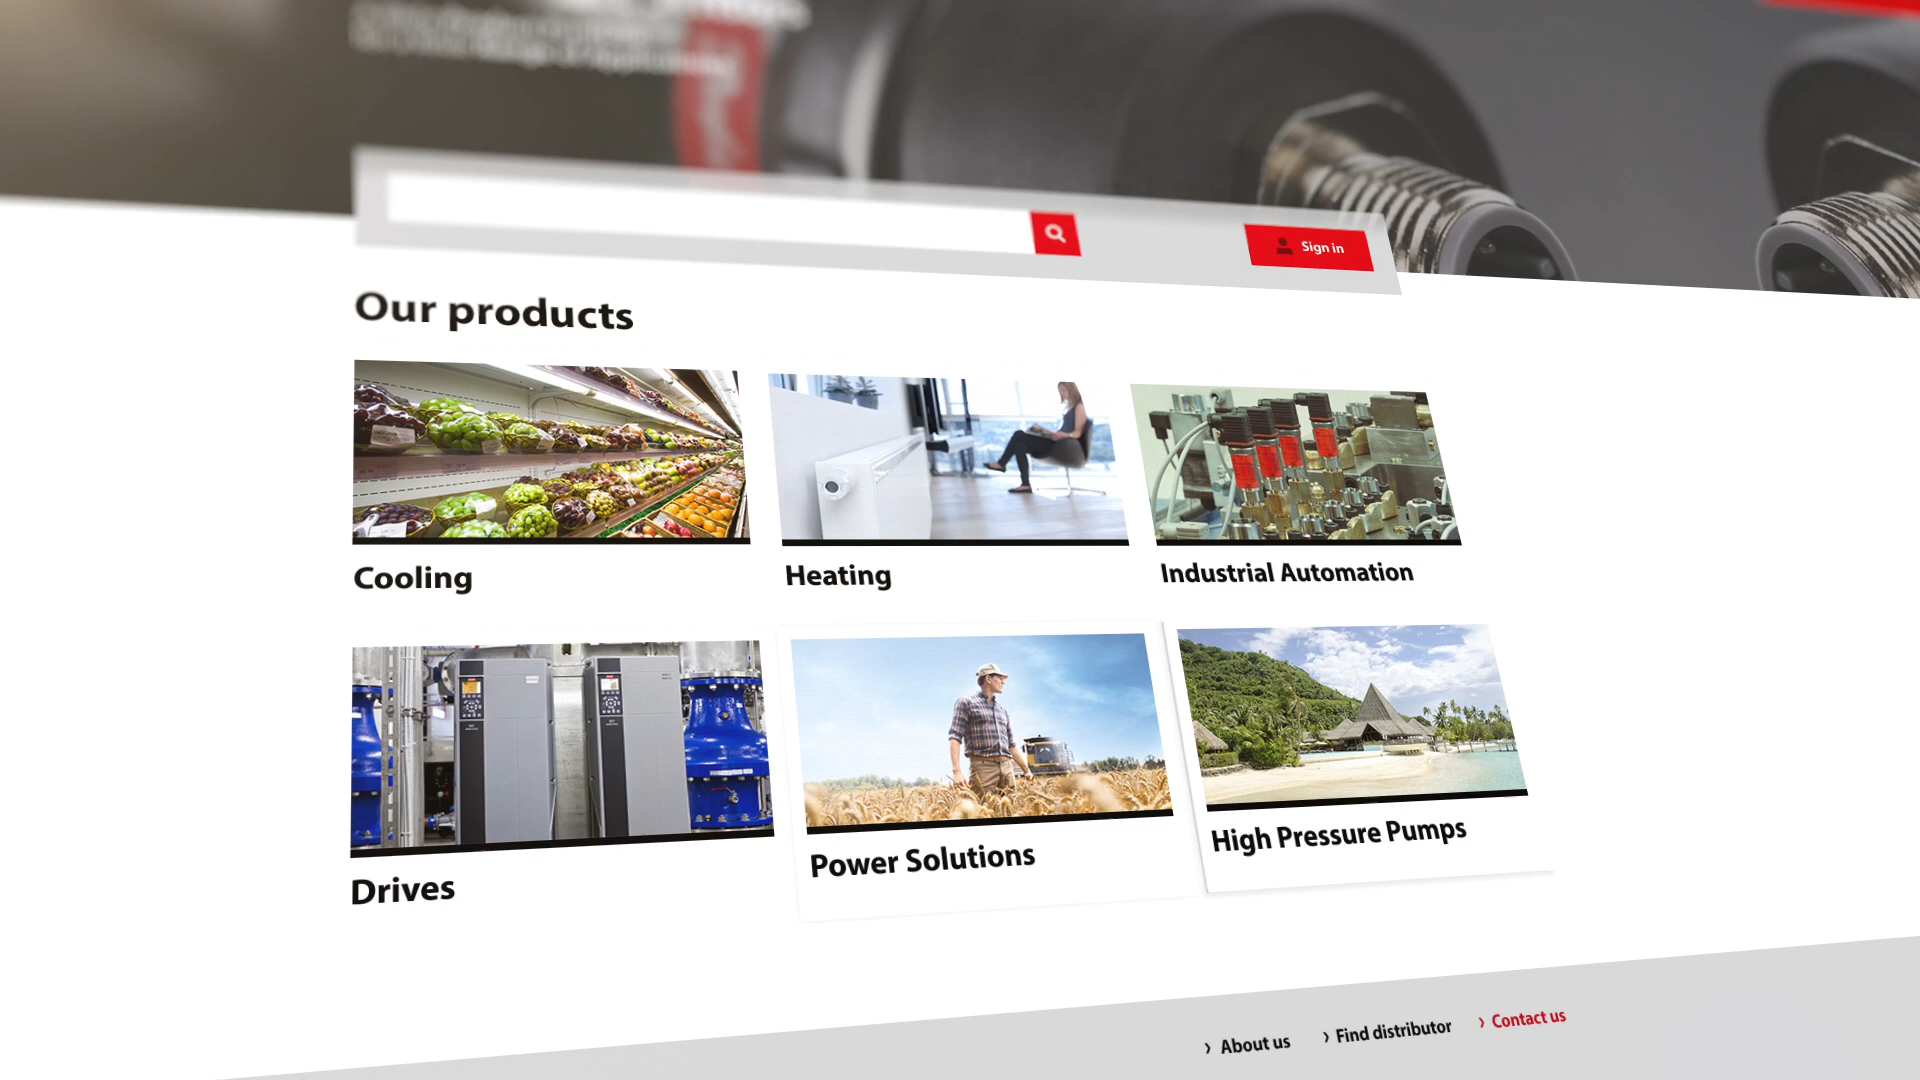 Sign in
Our products
Cooling
Heating
Industrial Automation
Drives
Power Solutions
High Pressure Pumps
› About us
› Find distributor
› Contact us